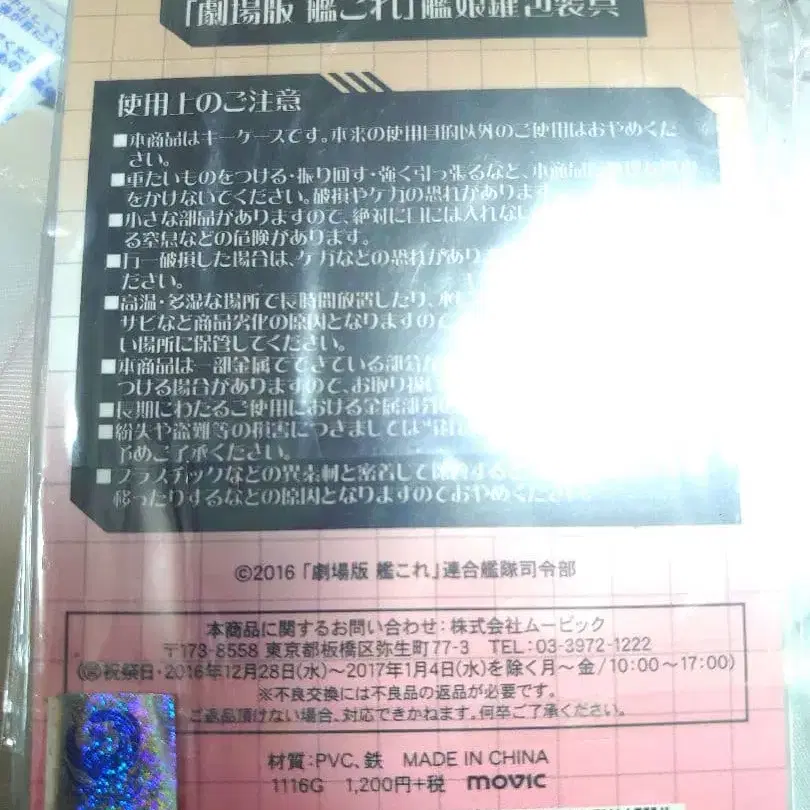 「劇場版 艦これ」艦娘鍵包装具
使用上のご注意
■本商品はキーケースです。本来の使用目的以外のご使用はおやめくだ
さい。
■重たいものをつける・振り回す・強く引っ張るなど、本商品に
をかけないでください。破損やケガの恐れがあります
■小さな部品がありますので、絶対に口には入れない
る窒息などの危険があります。
■万一破損した場合は、ケガなどの恐れがあり
ださい。
■高温・多湿な場所で長時間放置したり、水に
サビなど商品劣化の原因となりますので
い場所に保管してください。
■本商品は一部金属でできている部分が
つける場合がありますので、お取り扱い
■長期にわたるご使用における金属部分の
■紛失や盗難等の損害につきましては
予めご了承ください。
■プラスチックなどの異素材と密着して保管すると
移ったりするなどの原因となりますのでおやめください。
©2016 「劇場版 艦これ」連合艦隊司令部
本商品に関するお問い合わせ:株式会社ムービック
〒173-8558 東京都板橋区弥生町77-3 TEL:03-3972-1222
(祝祭日・2016年12月28日(水)～2017年1月4日(水)を除く月～金/10:00～17:00)
※不良交換には不良品の返品が必要です。
ご返品頂けない場合、対応できかねます。何卒ご了承ください。
材質:PVC、鉄 MADE IN CHINA
1116G 1,200円+税 movic